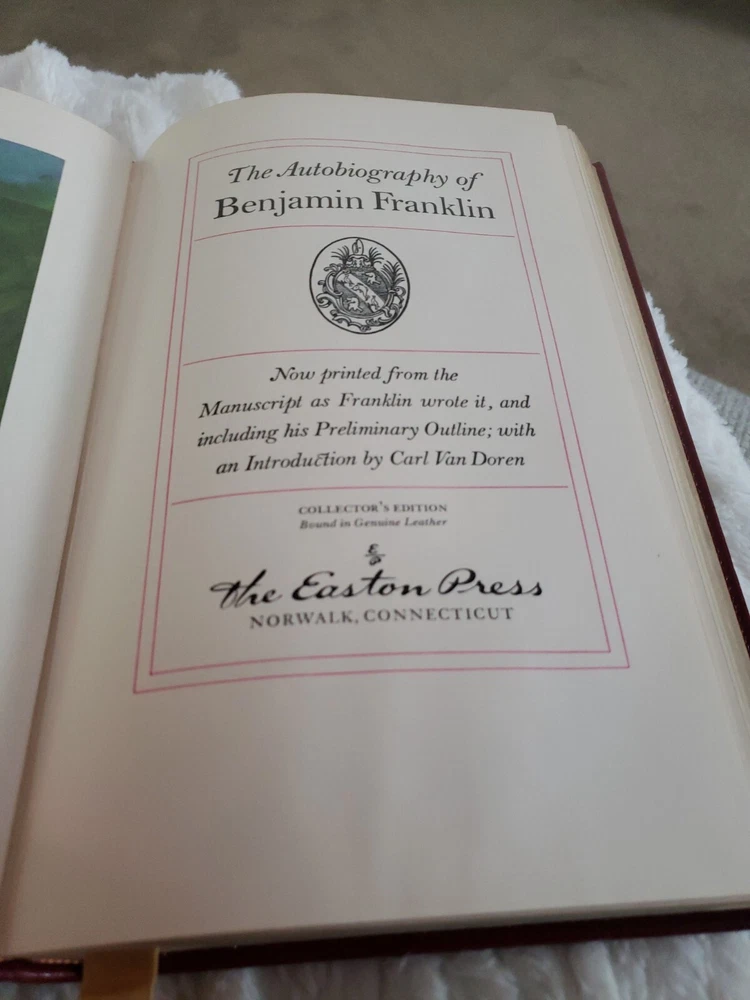 The Autobiography of
Benjamin Franklin
Now printed from the
Manuscript as Franklin wrote it, and
including his Preliminary Outline; with
an Introduction by Carl Van Doren
COLLECTOR'S EDITION
Bound in Genuine Leather
The Easton Press
NORWALK, CONNECTICUT